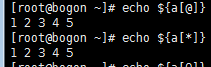 [root@bogon ~]# echo ${a[@]}
1 2 3 4 5
[root@bogon ~]# echo ${a[*]}
1 2 3 4 5